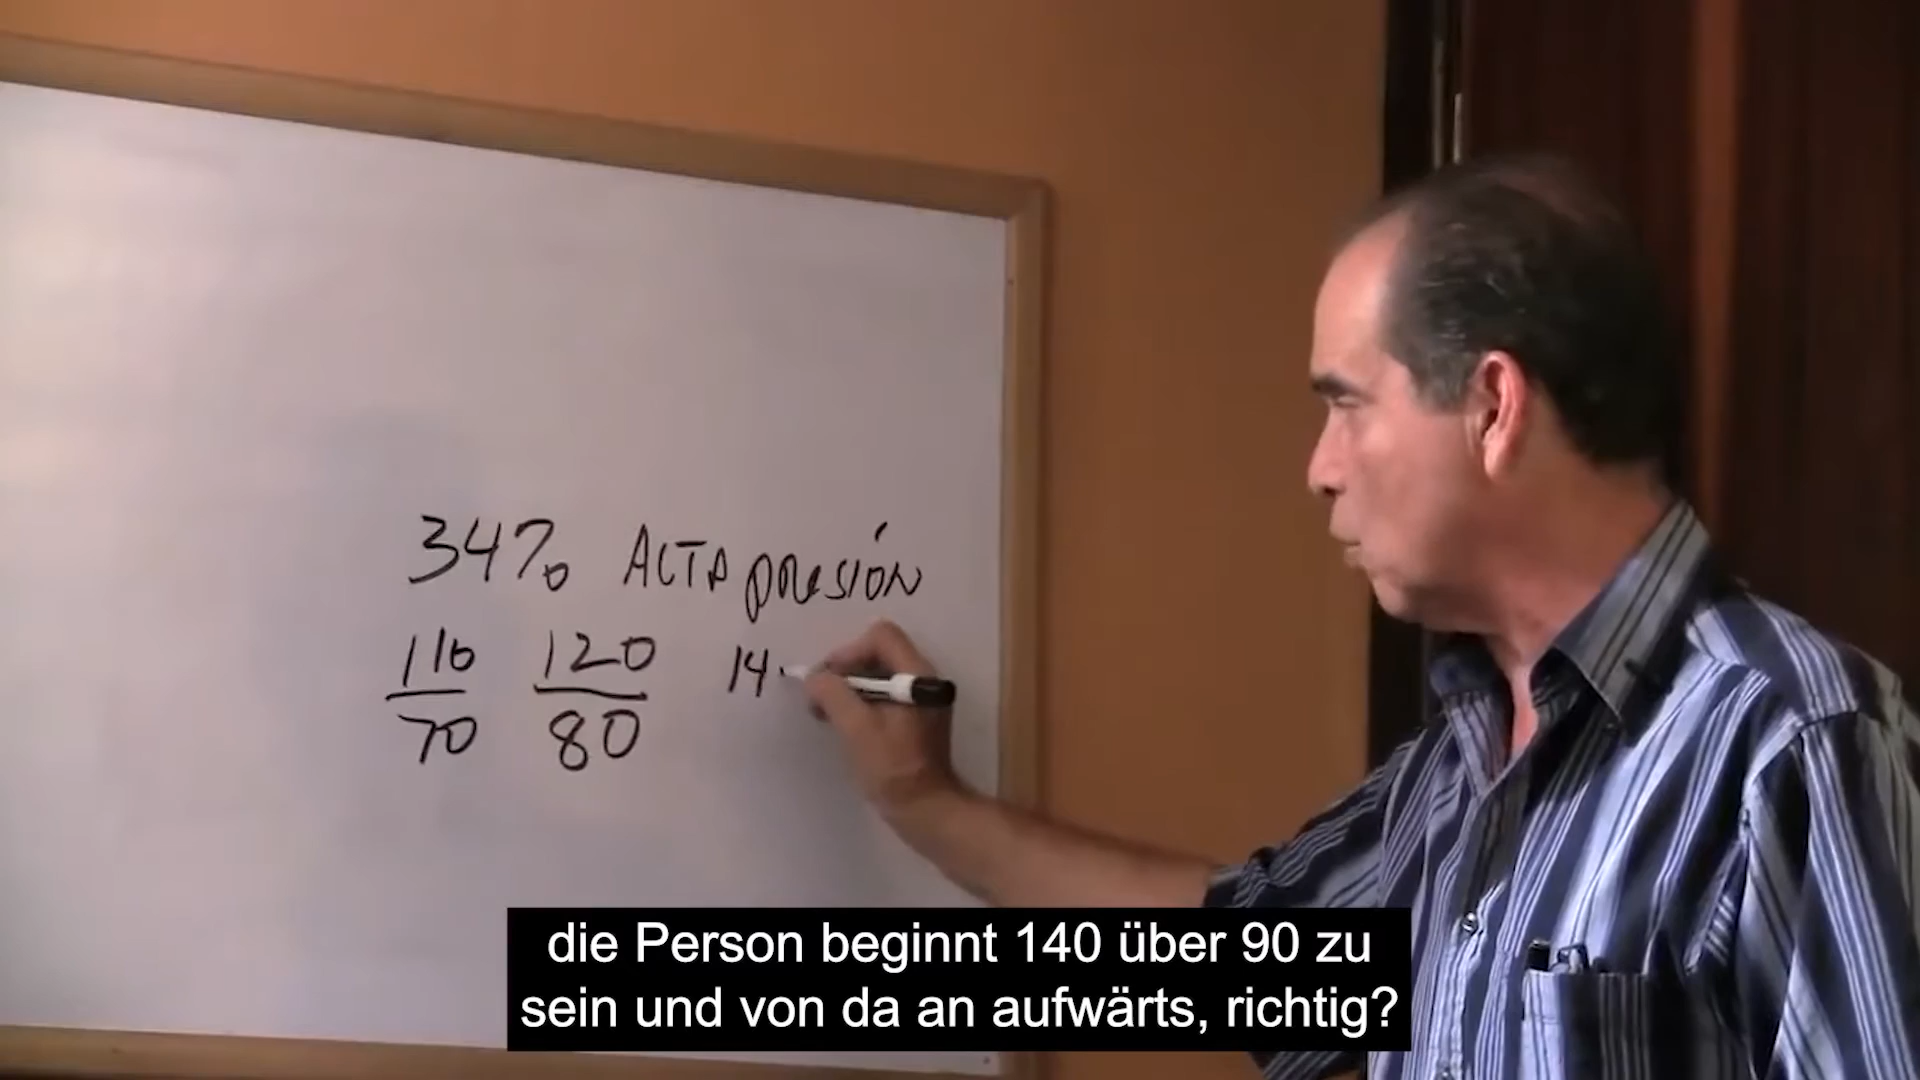 34% ALTA presión
110 120 14
70 80
die Person beginnt 140 über 90 zu
sein und von da an aufwärts, richtig?